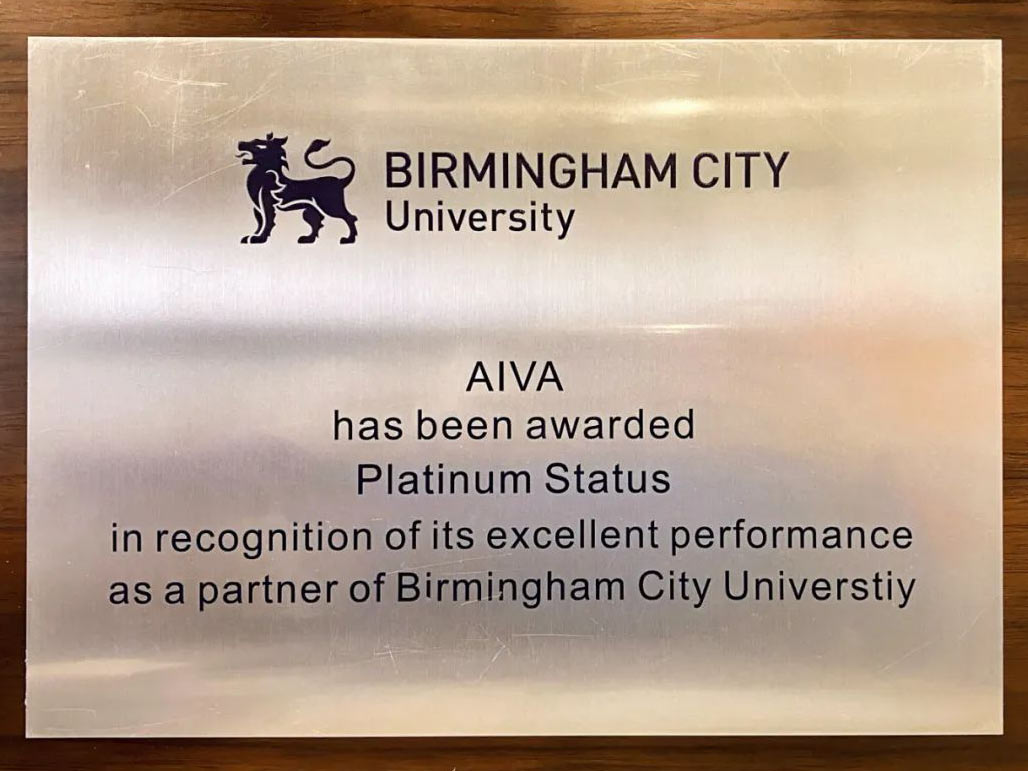 BIRMINGHAM CITY
University
AIVA
has been awarded
Platinum Status
in recognition of its excellent performance
as a partner of Birmingham City Universtiy